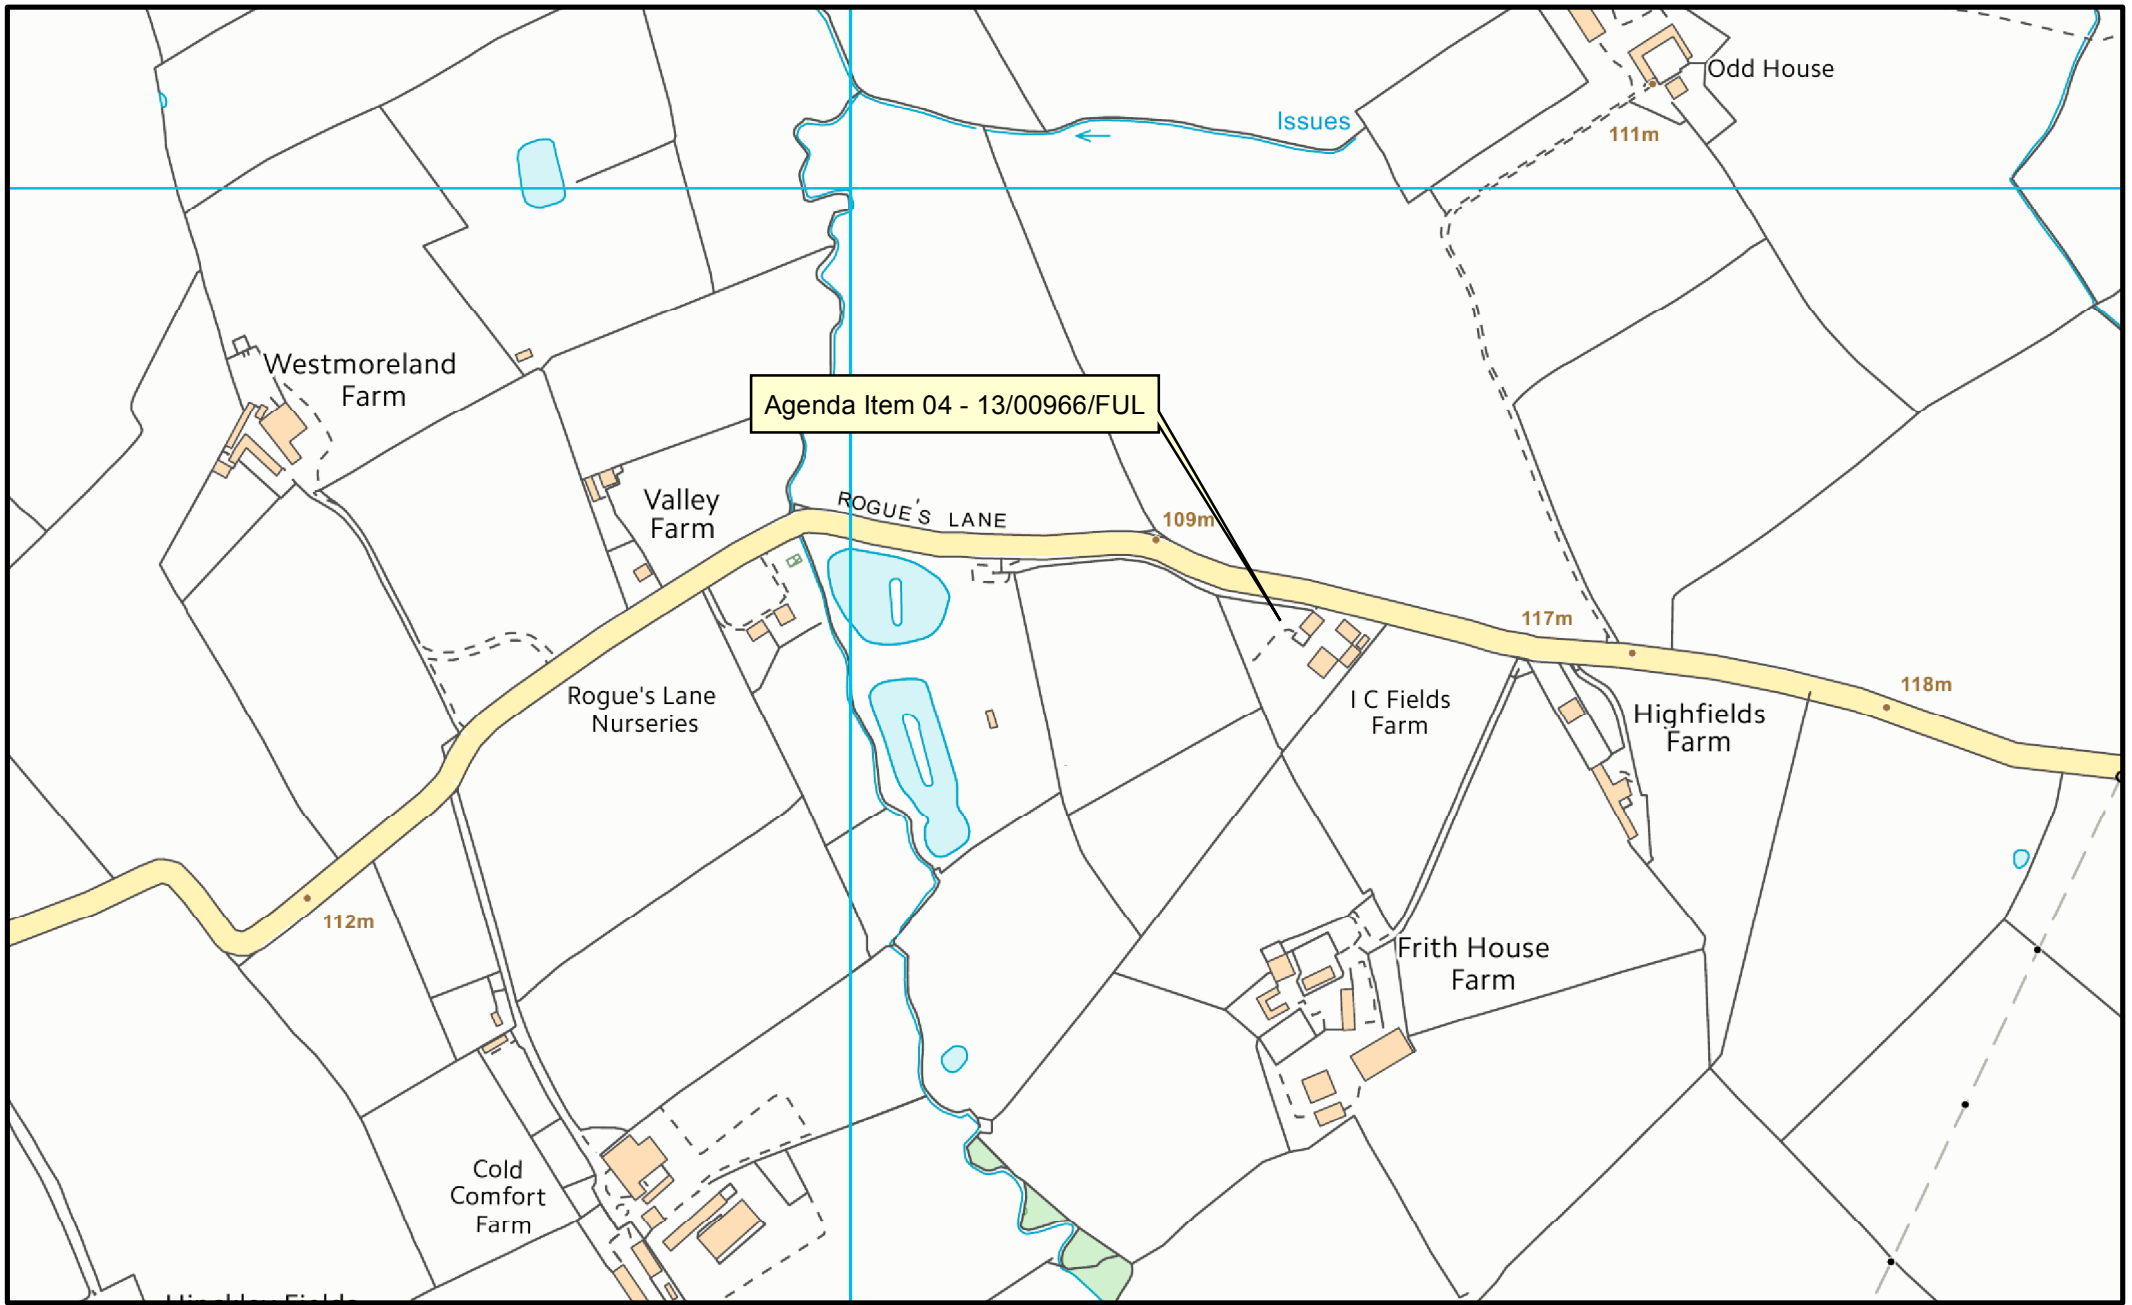 Odd House
Issues
111m
Westmoreland
Farm
Agenda Item 04 - 13/00966/FUL
Valley
Farm
ROGUE'S LANE
109m
117m
118m
Rogue's Lane
Nurseries
I C Fields
Farm
Highfields
Farm
112m
Frith House
Farm
Cold
Comfort
Farm